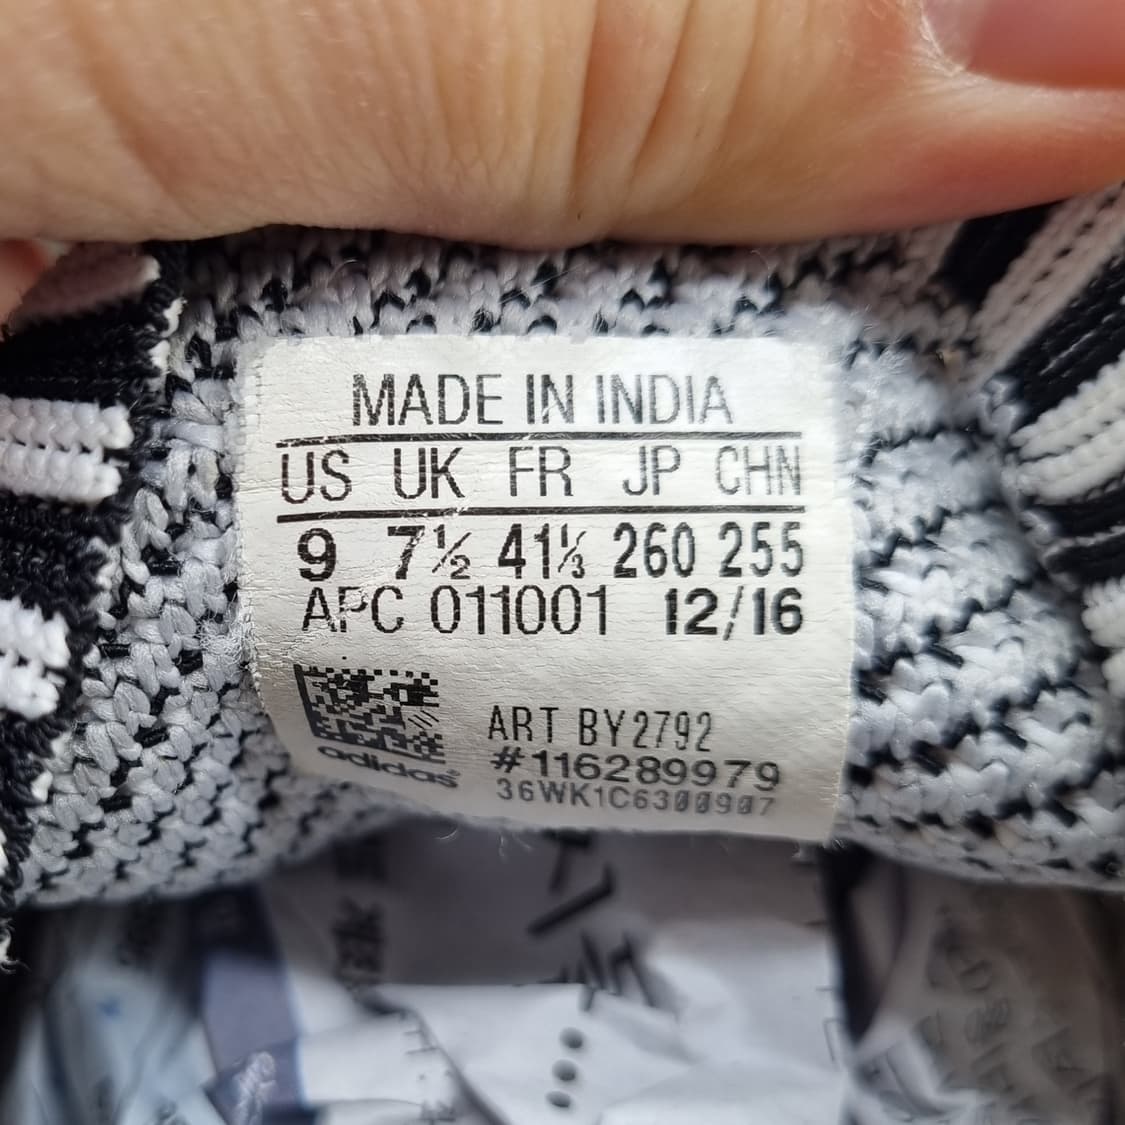 MADE IN INDIA
US UK FR JP CHN
9 7½ 41⅓ 260 255
APC 011001 12/16
ART BY2792
#116289979
adidas
36WK1C6300907